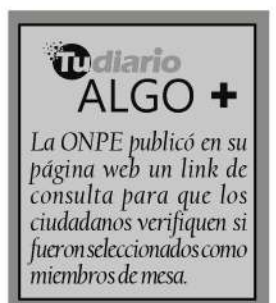 Tudiario
ALGO +
La ONPE publicó en su
página web un link de
consulta para que los
ciudadanos verifiquen si
fueron seleccionados como
miembros de mesa.